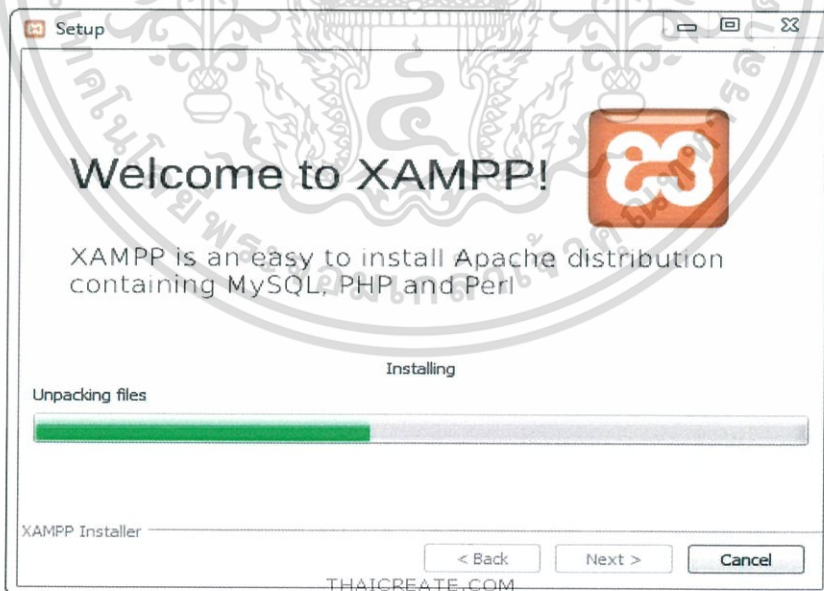 Setup
Welcome to XAMPP!
XAMPP is an easy to install Apache distribution
containing MySQL, PHP and Perl
Installing
Unpacking files
XAMPP Installer
< Back
Next >
Cancel
THAICREATE.COM